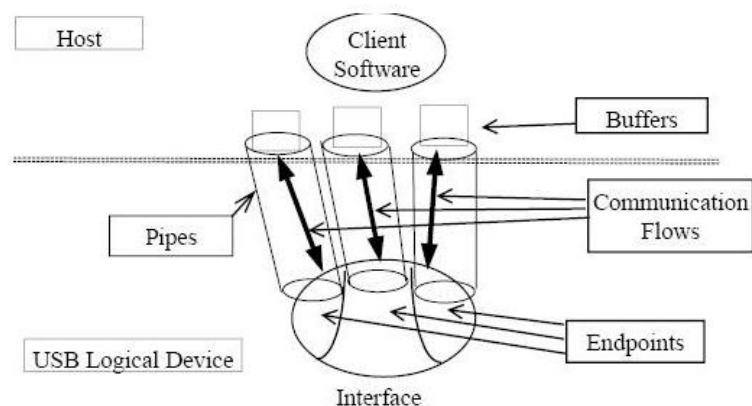 Host
Client
Software
Buffers
Pipes
Communication
Flows
USB Logical Device
Endpoints
Interface